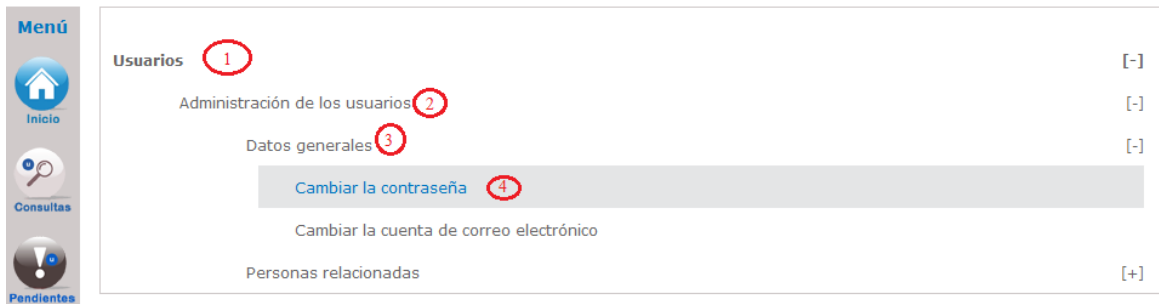 Menú
Inicio
Consultas
Pendientes
Usuarios 1 [-]
Administración de los usuarios 2 [-]
Datos generales 3 [-]
Cambiar la contraseña 4
Cambiar la cuenta de correo electrónico
Personas relacionadas [+]